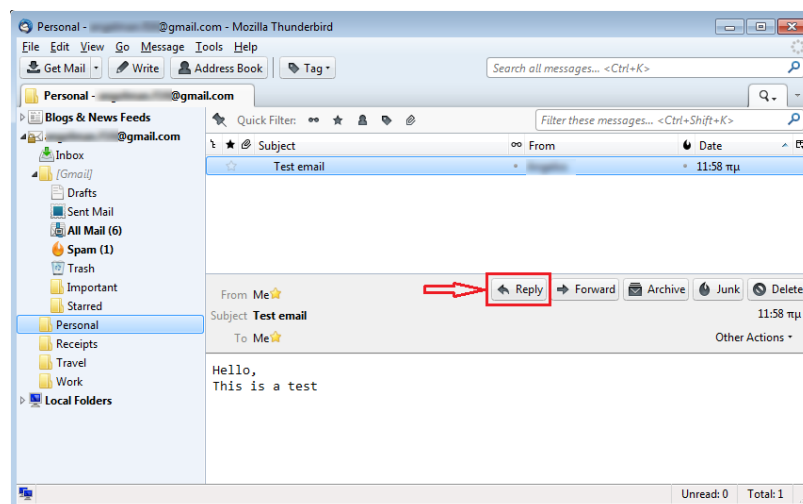 Personal - @gmail.com - Mozilla Thunderbird
File Edit View Go Message Tools Help
Get Mail Write Address Book Tag Search all messages... <Ctrl+K>
Personal - @gmail.com
Blogs & News Feeds
@gmail.com
Inbox
[Gmail]
Drafts
Sent Mail
All Mail (6)
Spam (1)
Trash
Important
Starred
Personal
Receipts
Travel
Work
Local Folders
Quick Filter: Filter these messages... <Ctrl+Shift+K>
Subject From Date
Test email 11:58 πμ
Reply Forward Archive Junk Delete
From Me
Subject Test email 11:58 πμ
To Me Other Actions
Hello,
This is a test
Unread: 0 Total: 1